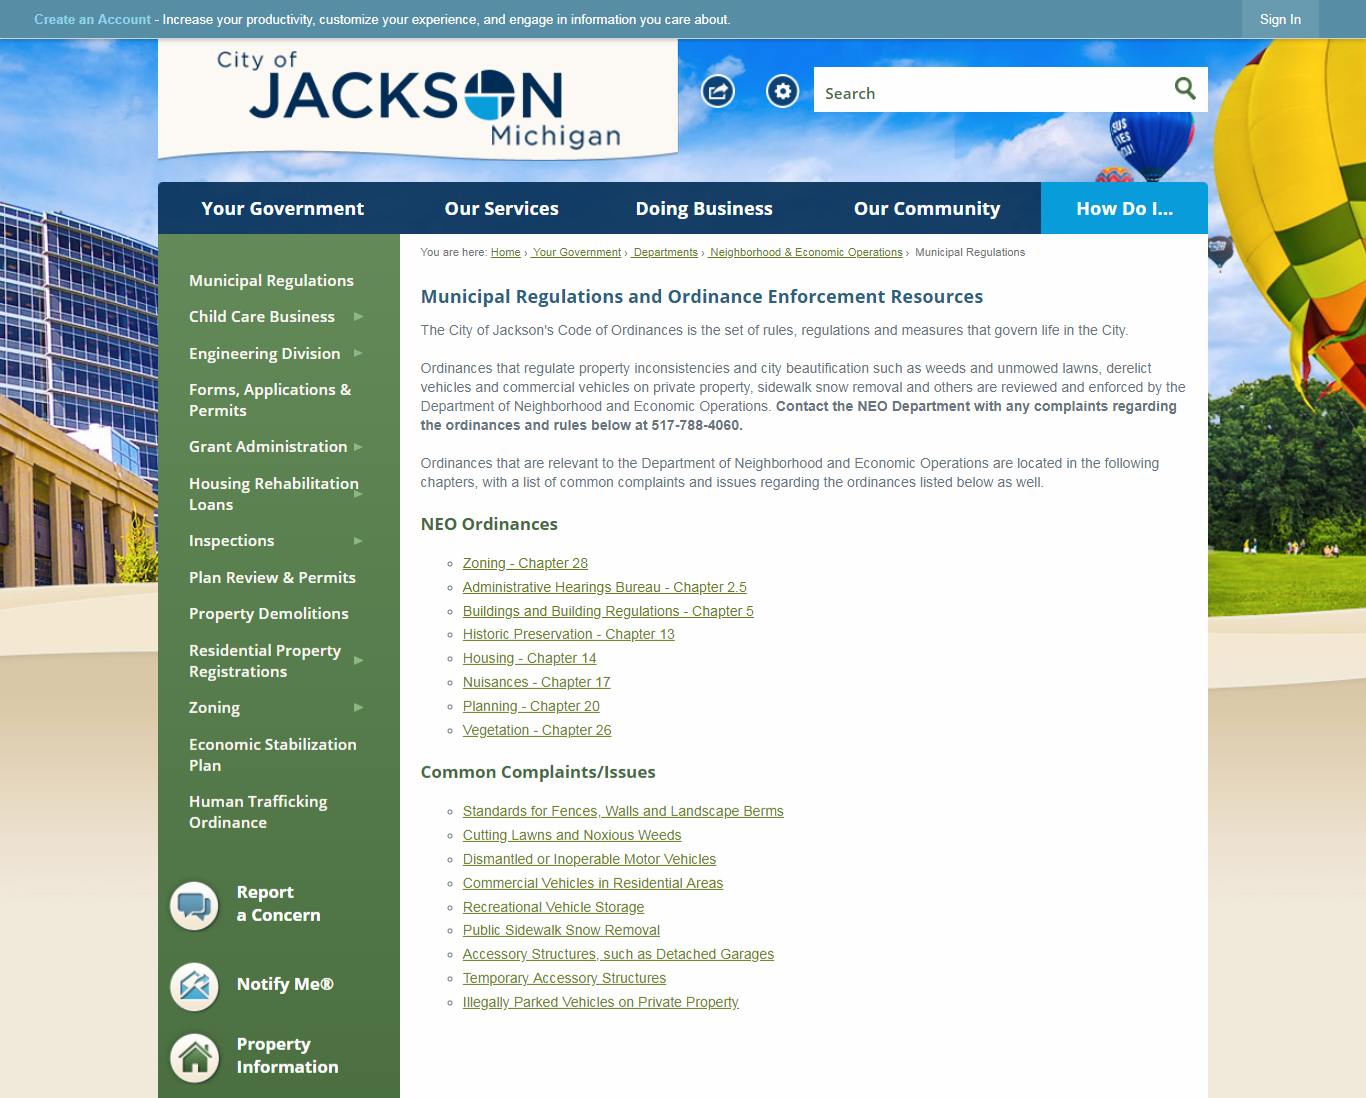 Create an Account - Increase your productivity, customize your experience, and engage in information you care about.
Sign In
City of
JACKSON
Michigan
Search
Your Government
Our Services
Doing Business
Our Community
How Do I...
You are here: Home › Your Government › Departments › Neighborhood & Economic Operations › Municipal Regulations
Municipal Regulations
Child Care Business
Engineering Division
Forms, Applications &
Permits
Grant Administration
Housing Rehabilitation
Loans
Inspections
Plan Review & Permits
Property Demolitions
Residential Property
Registrations
Zoning
Economic Stabilization
Plan
Human Trafficking
Ordinance
Report
a Concern
Notify Me®
Property
Information
Municipal Regulations and Ordinance Enforcement Resources
The City of Jackson's Code of Ordinances is the set of rules, regulations and measures that govern life in the City.
Ordinances that regulate property inconsistencies and city beautification such as weeds and unmowed lawns, derelict
vehicles and commercial vehicles on private property, sidewalk snow removal and others are reviewed and enforced by the
Department of Neighborhood and Economic Operations. Contact the NEO Department with any complaints regarding
the ordinances and rules below at 517-788-4060.
Ordinances that are relevant to the Department of Neighborhood and Economic Operations are located in the following
chapters, with a list of common complaints and issues regarding the ordinances listed below as well.
NEO Ordinances
Zoning - Chapter 28
Administrative Hearings Bureau - Chapter 2.5
Buildings and Building Regulations - Chapter 5
Historic Preservation - Chapter 13
Housing - Chapter 14
Nuisances - Chapter 17
Planning - Chapter 20
Vegetation - Chapter 26
Common Complaints/Issues
Standards for Fences, Walls and Landscape Berms
Cutting Lawns and Noxious Weeds
Dismantled or Inoperable Motor Vehicles
Commercial Vehicles in Residential Areas
Recreational Vehicle Storage
Public Sidewalk Snow Removal
Accessory Structures, such as Detached Garages
Temporary Accessory Structures
Illegally Parked Vehicles on Private Property